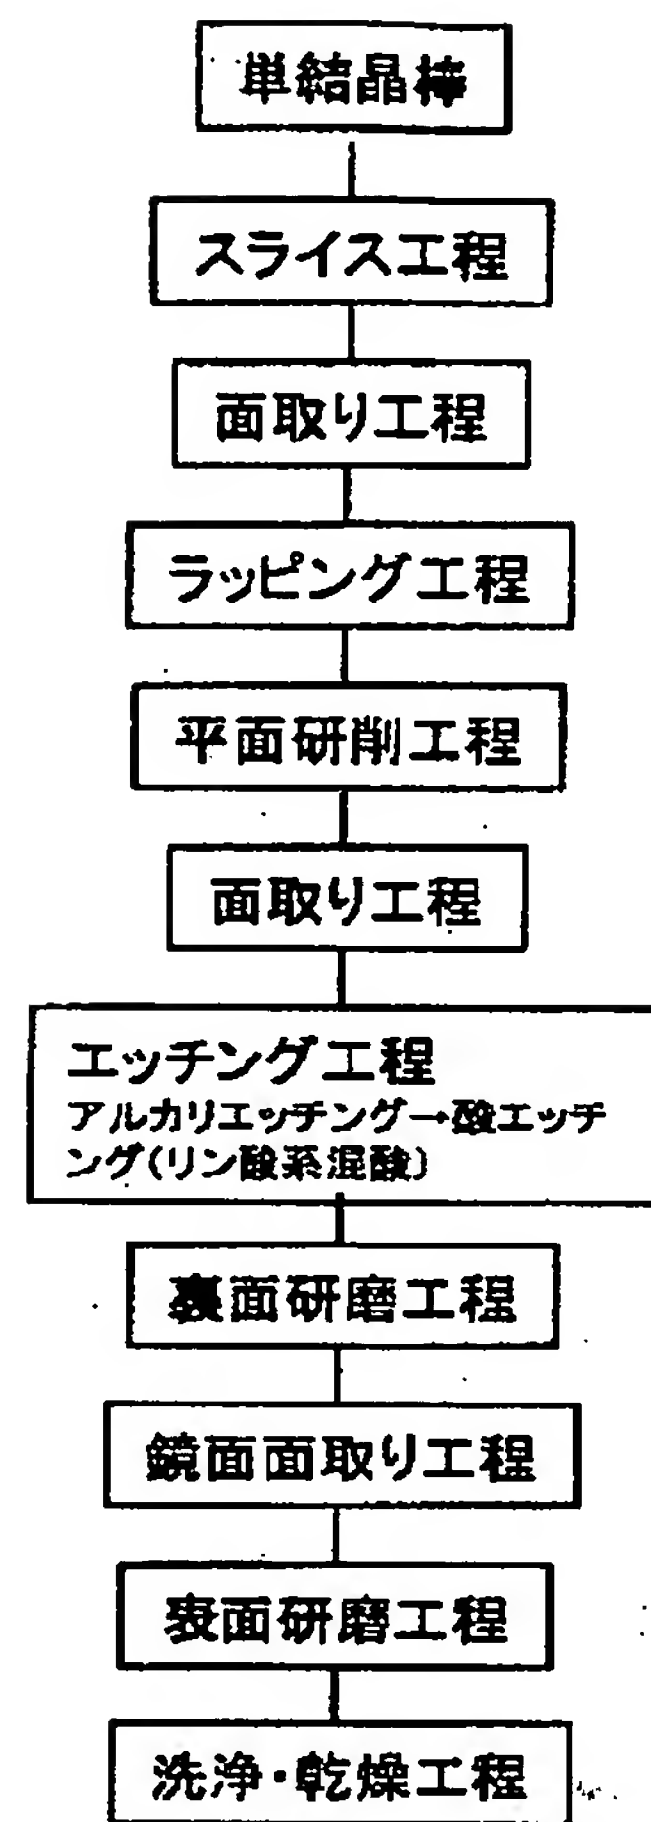 単結晶棒
スライス工程
面取り工程
ラッピング工程
平面研削工程
面取り工程
エッチング工程
アルカリエッチング→酸エッチ
ング(リン酸系混酸)
裏面研磨工程
鏡面面取り工程
表面研磨工程
洗浄・乾燥工程